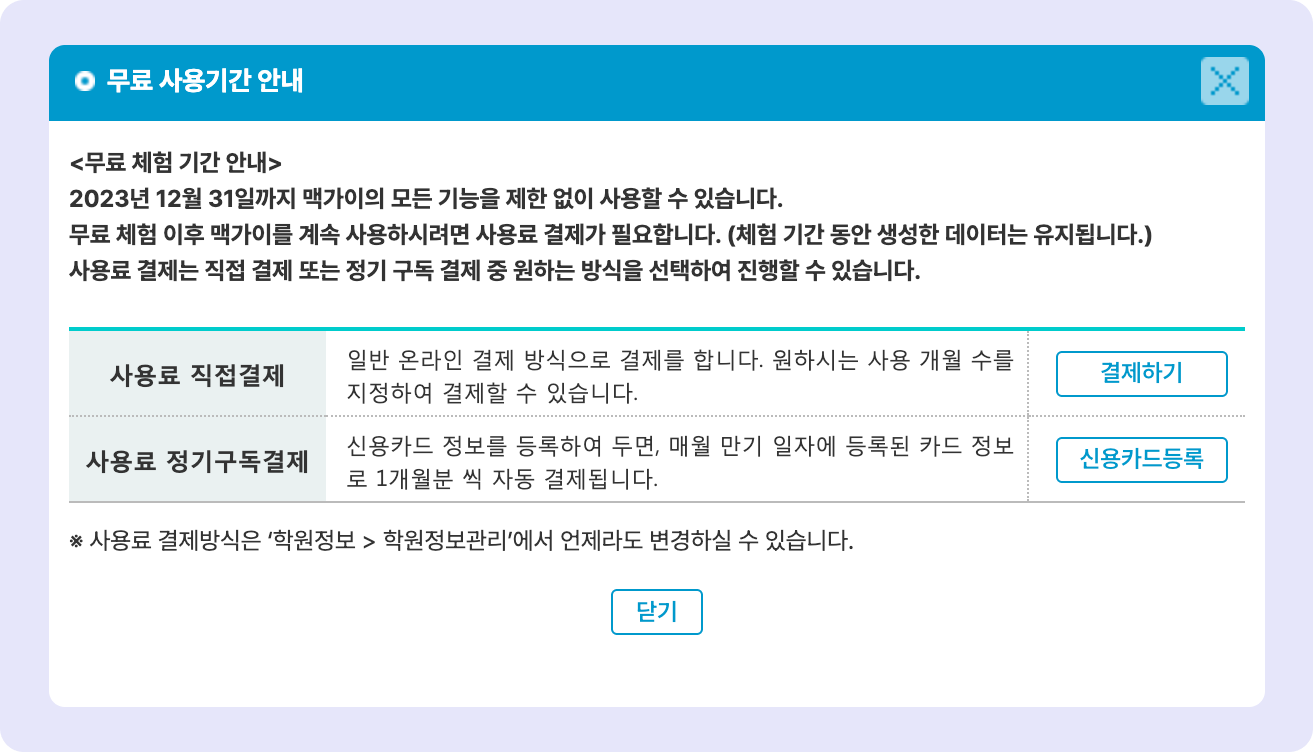 무료 사용기간 안내
<무료 체험 기간 안내>
2023년 12월 31일까지 맥가이의 모든 기능을 제한 없이 사용할 수 있습니다.
무료 체험 이후 맥가이를 계속 사용하시려면 사용료 결제가 필요합니다. (체험 기간 동안 생성한 데이터는 유지됩니다.)
사용료 결제는 직접 결제 또는 정기 구독 결제 중 원하는 방식을 선택하여 진행할 수 있습니다.
사용료 직접결제
일반 온라인 결제 방식으로 결제를 합니다. 원하시는 사용 개월 수를
지정하여 결제할 수 있습니다.
결제하기
사용료 정기구독결제
신용카드 정보를 등록하여 두면, 매월 만기 일자에 등록된 카드 정보
로 1개월분 씩 자동 결제됩니다.
신용카드등록
※ 사용료 결제방식은 ‘학원정보 > 학원정보관리’에서 언제라도 변경하실 수 있습니다.
닫기